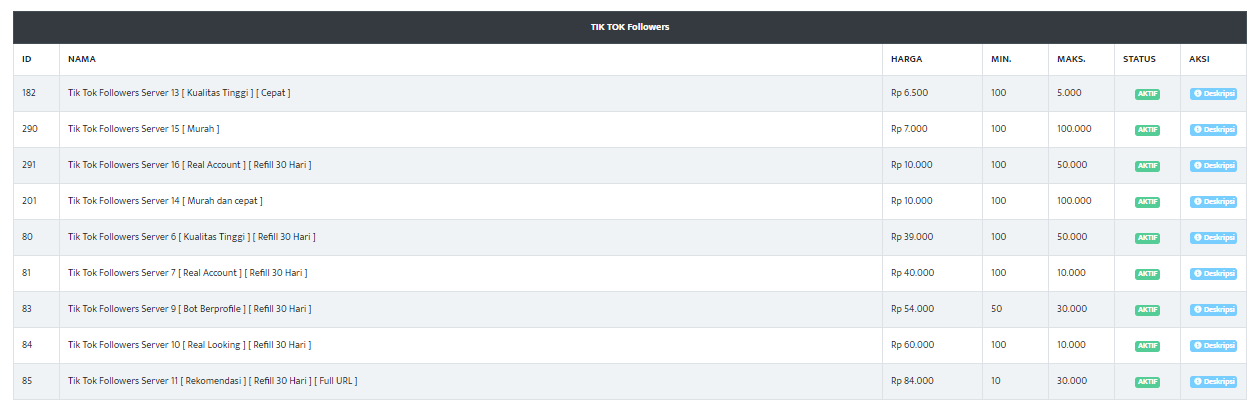 TIK TOK Followers
ID NAMA HARGA MIN. MAKS. STATUS AKSI
182 Tik Tok Followers Server 13 [ Kualitas Tinggi ] [ Cepat ] Rp 6.500 100 5.000 AKTIF Deskripsi
290 Tik Tok Followers Server 15 [ Murah ] Rp 7.000 100 100.000 AKTIF Deskripsi
291 Tik Tok Followers Server 16 [ Real Account ] [ Refill 30 Hari ] Rp 10.000 100 50.000 AKTIF Deskripsi
201 Tik Tok Followers Server 14 [ Murah dan cepat ] Rp 10.000 100 100.000 AKTIF Deskripsi
80 Tik Tok Followers Server 6 [ Kualitas Tinggi ] [ Refill 30 Hari ] Rp 39.000 100 50.000 AKTIF Deskripsi
81 Tik Tok Followers Server 7 [ Real Account ] [ Refill 30 Hari ] Rp 40.000 100 10.000 AKTIF Deskripsi
83 Tik Tok Followers Server 9 [ Bot Berprofile ] [ Refill 30 Hari ] Rp 54.000 50 30.000 AKTIF Deskripsi
84 Tik Tok Followers Server 10 [ Real Looking ] [ Refill 30 Hari ] Rp 60.000 100 10.000 AKTIF Deskripsi
85 Tik Tok Followers Server 11 [ Rekomendasi ] [ Refill 30 Hari ] [ Full URL ] Rp 84.000 10 30.000 AKTIF Deskripsi